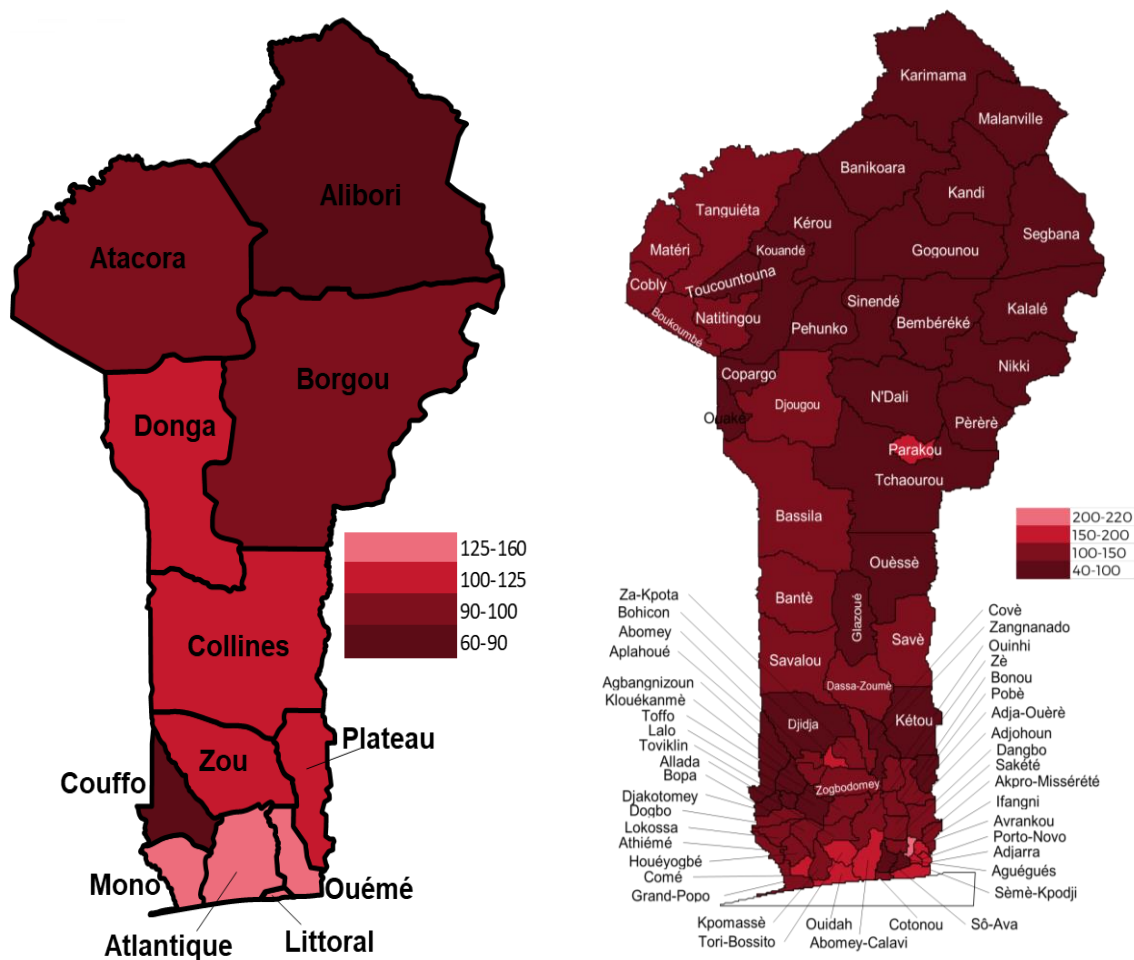 Alibori
Atacora
Borgou
Donga
125-160
100-125
90-100
60-90
Collines
Plateau
Zou
Couffo
Mono
Ouémé
Atlantique
Littoral
Karimama
Malanville
Banikoara
Kandi
Tanguiéta
Kérou
Segbana
Matéri
Kouandé
Gogounou
Toucountouna
Cobly
Sinendé
Kalalé
Boukoumbé
Natitingou
Pehunko
Bembéréké
Nikki
Copargo
N'Dali
Djougou
Ouaké
Pèrèrè
Parakou
Tchaourou
Bassila
200-220
150-200
100-150
40-100
Ouèssè
Bantè
Glazoué
Savè
Savalou
Dassa-Zoumè
Djidja
Kétou
Zogbodomey
Za-Kpota
Bohicon
Abomey
Aplahoué
Agbangnizoun
Klouékanmè
Toffo
Lalo
Toviklin
Allada
Bopa
Djakotomey
Dogbo
Lokossa
Athiémé
Houéyogbé
Comé
Grand-Popo
Covè
Zangnanado
Ouinhi
Zè
Bonou
Pobè
Adja-Ouèrè
Adjohoun
Dangbo
Sakété
Akpro-Missérété
Ifangni
Avrankou
Porto-Novo
Adjarra
Aguégués
Sèmè-Kpodji
Kpomassè
Ouidah
Cotonou
Sô-Ava
Tori-Bossito
Abomey-Calavi